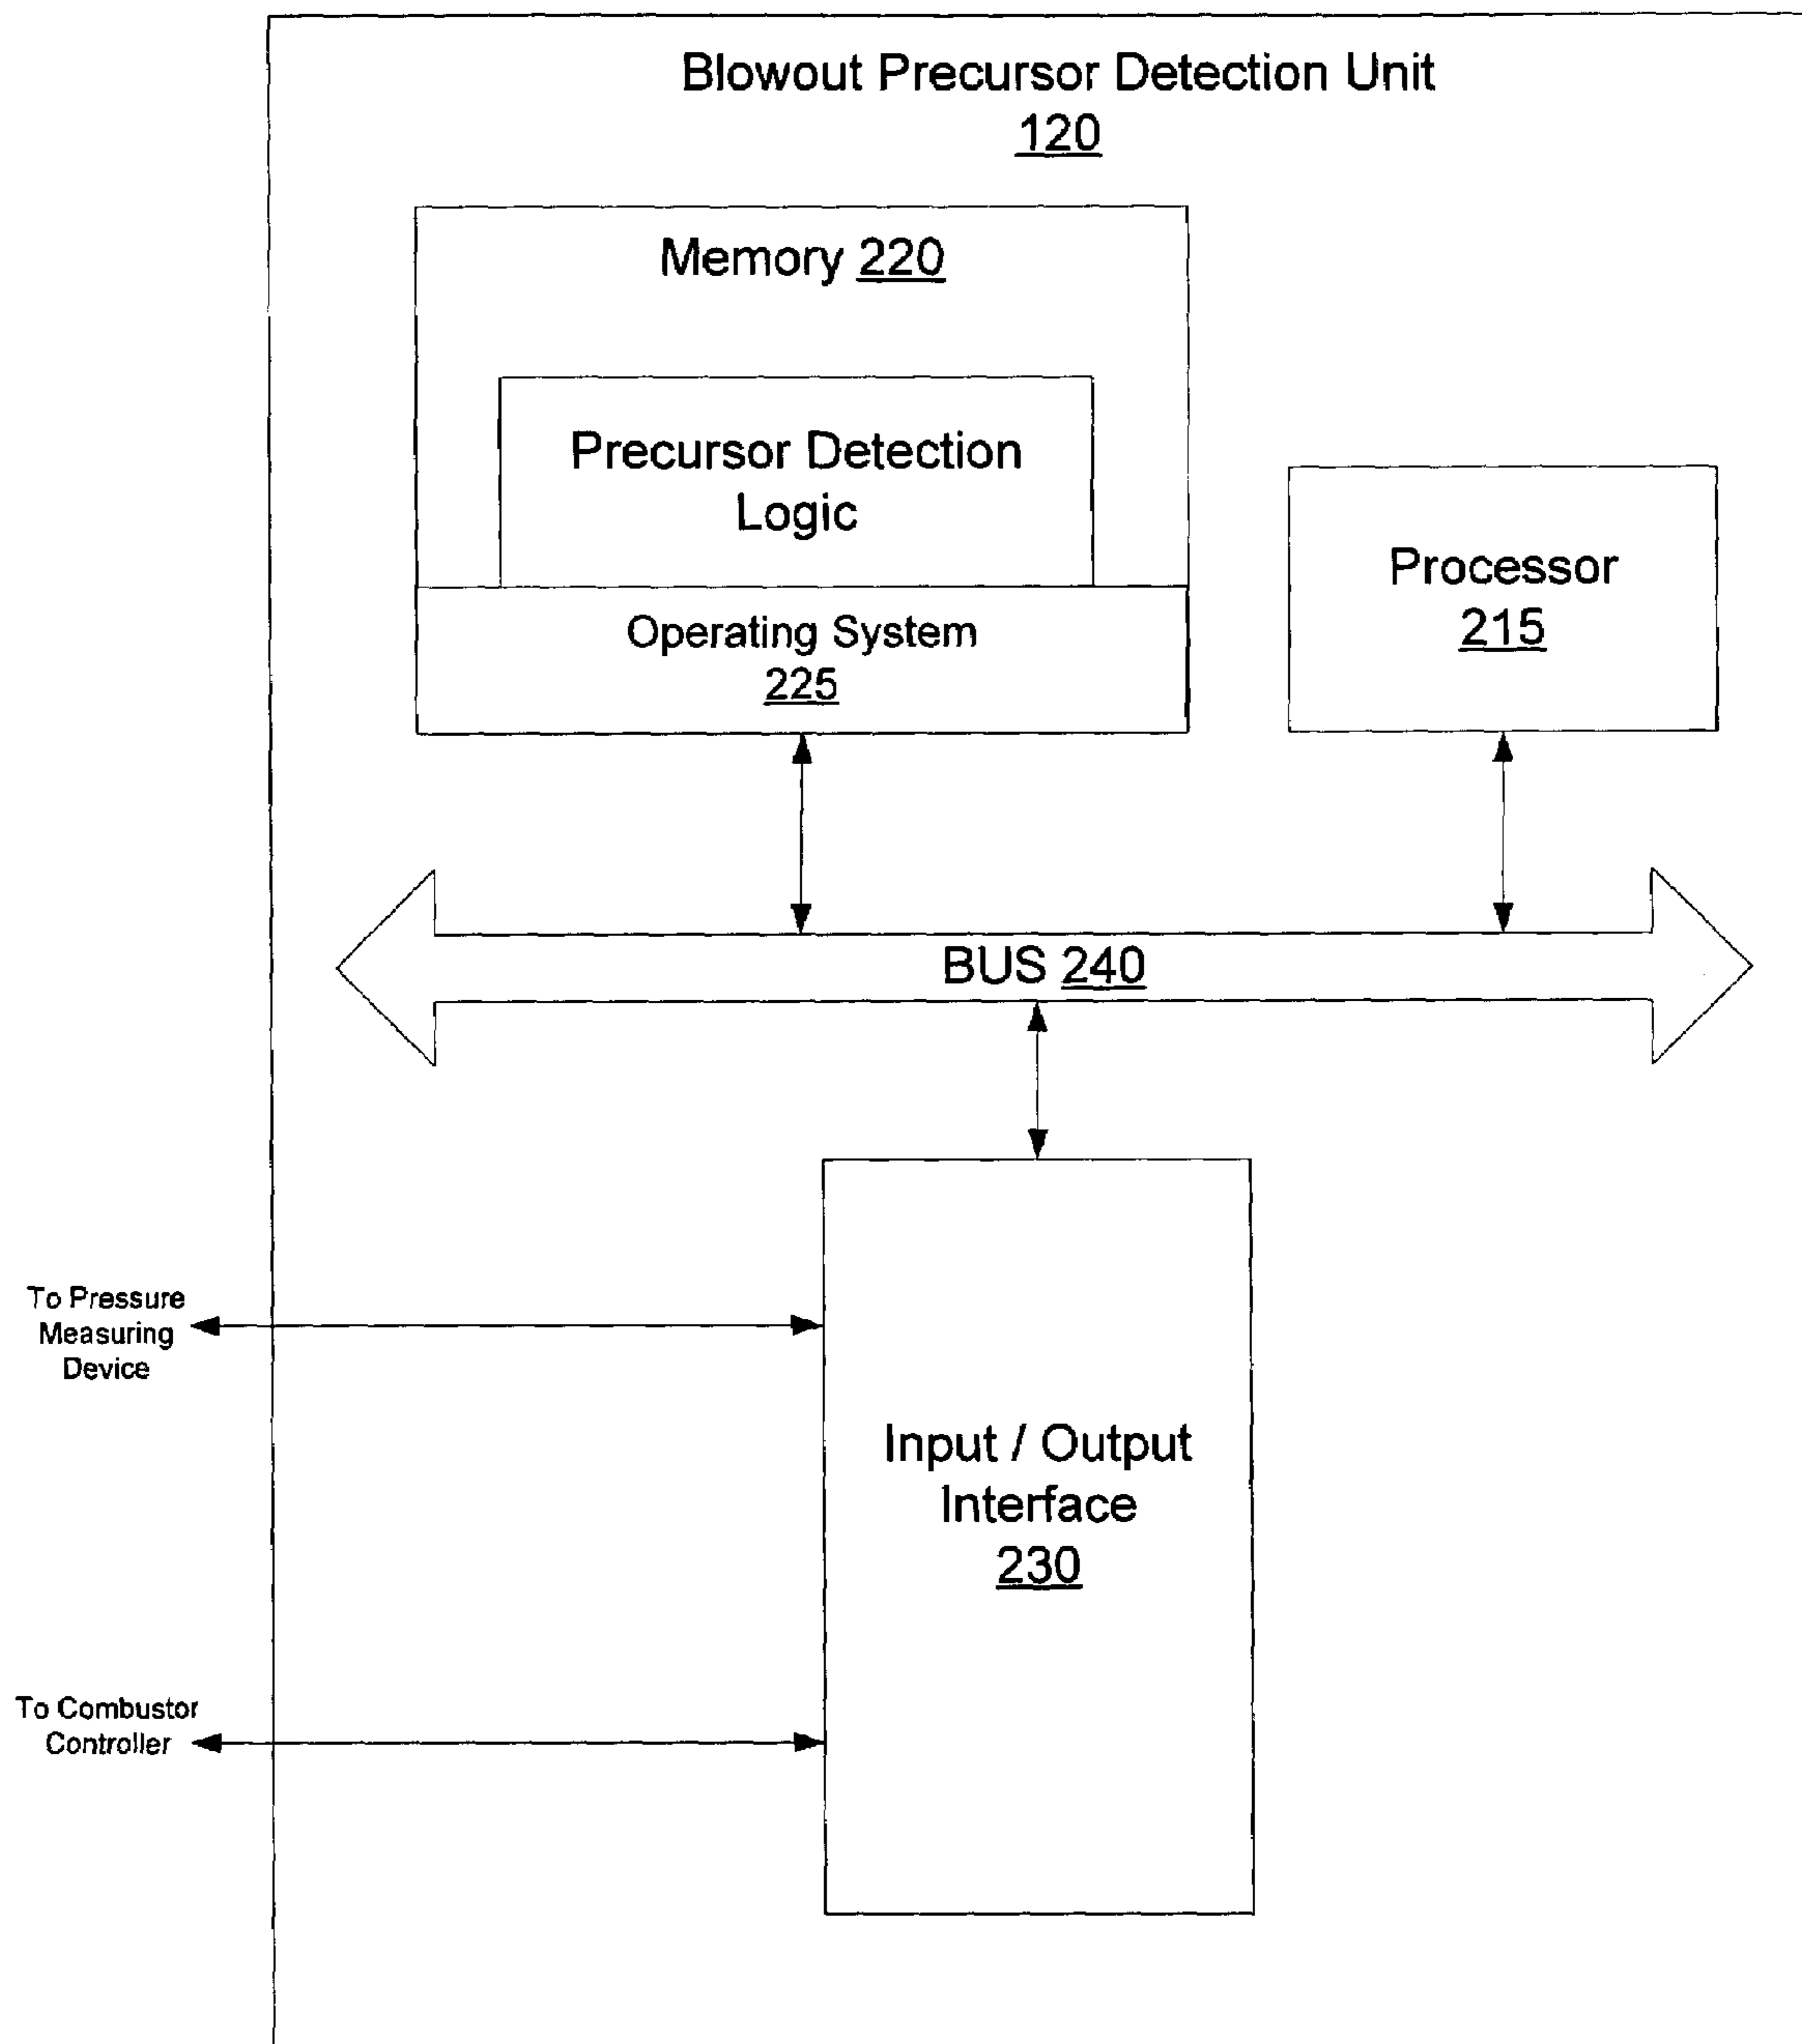 Blowout Precursor Detection Unit
120
Memory 220
Precursor Detection
Logic
Operating System
225
Processor
215
BUS 240
To Pressure
Measuring
Device
Input / Output
Interface
230
To Combustor
Controller